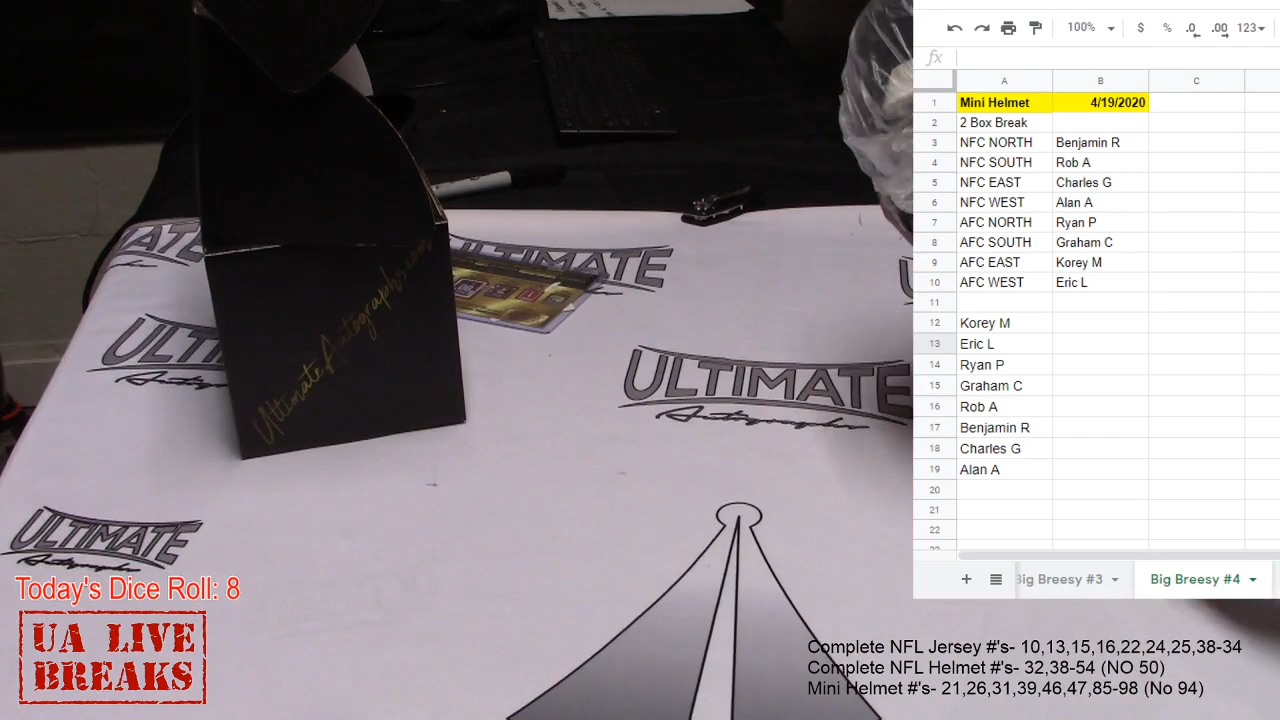 100%
$ % .0 .00 123
fx
A B C
1 Mini Helmet 4/19/2020
2 2 Box Break
3 NFC NORTH Benjamin R
4 NFC SOUTH Rob A
5 NFC EAST Charles G
6 NFC WEST Alan A
7 AFC NORTH Ryan P
8 AFC SOUTH Graham C
9 AFC EAST Korey M
10 AFC WEST Eric L
11
12 Korey M
13 Eric L
14 Ryan P
15 Graham C
16 Rob A
17 Benjamin R
18 Charles G
19 Alan A
20
21
22
Big Breesy #3 Big Breesy #4
UltimateAutographs.com
ULTIMATE
ULTIMATE
Autographs
ULTIMATE
Autographs
Today's Dice Roll: 8
UA LIVE
BREAKS
Complete NFL Jersey #'s- 10,13,15,16,22,24,25,38-34
Complete NFL Helmet #'s- 32,38-54 (NO 50)
Mini Helmet #'s- 21,26,31,39,46,47,85-98 (No 94)